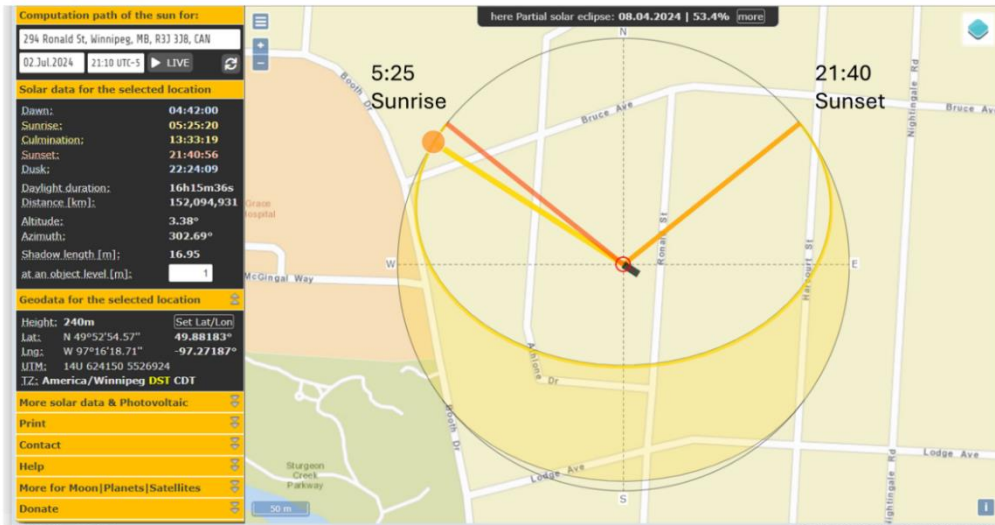 Computation path of the sun for:
294 Ronald St, Winnipeg, MB, R3J 3J8, CAN
02.Jul.2024 21:10 UTC-5 LIVE
Solar data for the selected location
Dawn: 04:42:00
Sunrise: 05:25:20
Culmination: 13:33:19
Sunset: 21:40:56
Dusk: 22:24:09
Daylight duration: 16h15m36s
Distance [km]: 152,094,931
Altitude: 3.38°
Azimuth: 302.69°
Shadow length [m]: 16.95
at an object level [m]: 1
Geodata for the selected location
Height: 240m Set Lat/Lon
Lat: N 49°52'54.57" 49.88183°
Lng: W 97°16'18.71" -97.27187°
UTM: 14U 624150 5526924
TZ: America/Winnipeg DST CDT
More solar data & Photovoltaic
Print
Contact
Help
More for Moon|Planets|Satellites
Donate
here Partial solar eclipse: 08.04.2024 | 53.4% more
N
5:25
Sunrise
21:40
Sunset
Booth Dr
Bruce Ave
Nightingale Rd
Bruce Av
Grace
Hospital
Ronald St
Harcourt St
W
E
McGingal Way
Athlone Dr
Booth Dr
Lodge Ave
Lodge Ave
Nightingale Rd
Sturgeon
Creek
Parkway
S
50 m
i